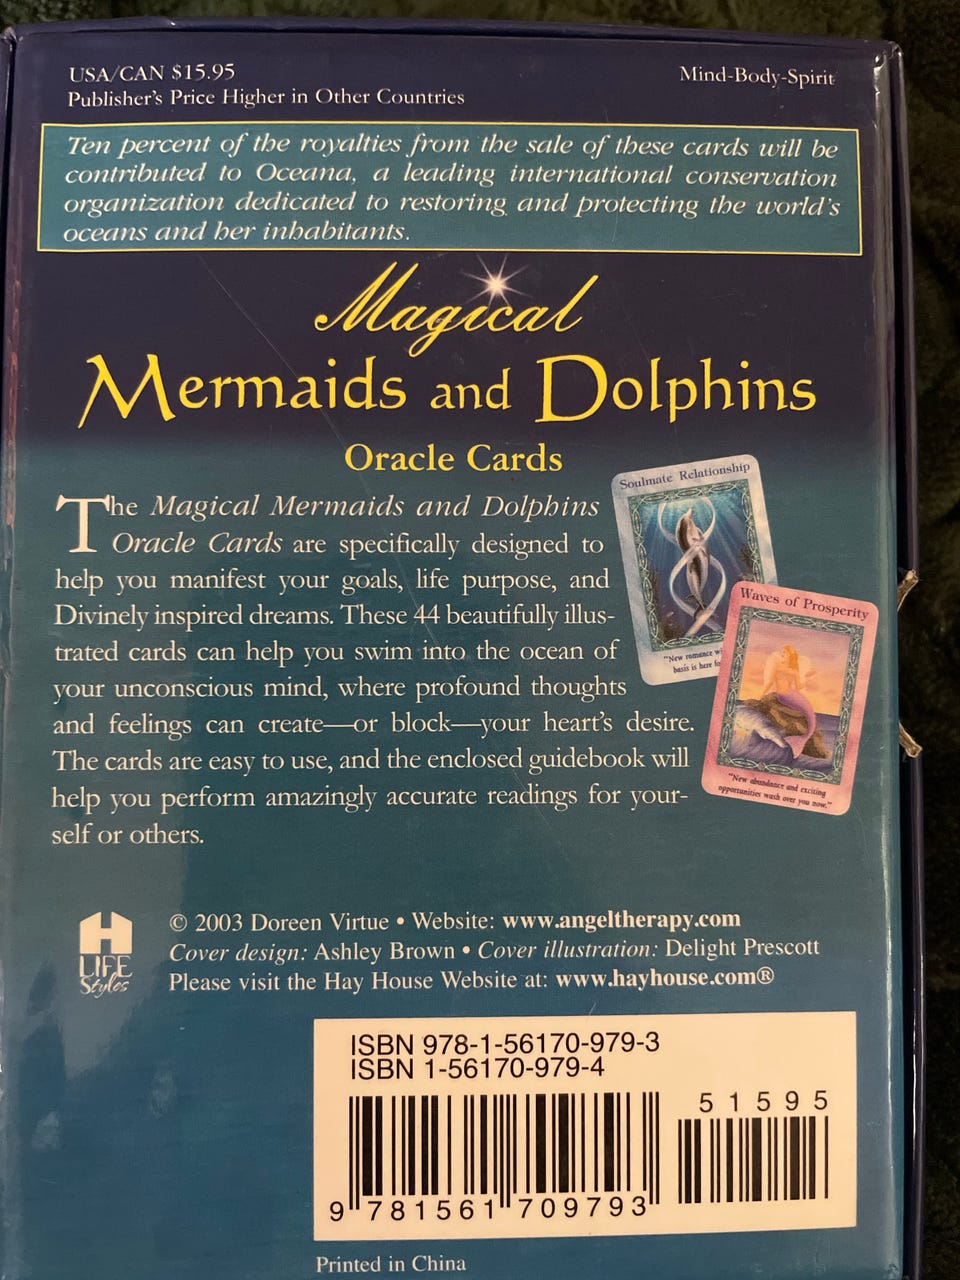 USA/CAN $15.95
Publisher's Price Higher in Other Countries
Mind-Body-Spirit
Ten percent of the royalties from the sale of these cards will be
contributed to Oceana, a leading international conservation
organization dedicated to restoring and protecting the world's
oceans and her inhabitants.
Magical
Mermaids and Dolphins
Oracle Cards
The Magical Mermaids and Dolphins
Oracle Cards are specifically designed to
help you manifest your goals, life purpose, and
Divinely inspired dreams. These 44 beautifully illus-
trated cards can help you swim into the ocean of
your unconscious mind, where profound thoughts
and feelings can create—or block—your heart's desire.
The cards are easy to use, and the enclosed guidebook will
help you perform amazingly accurate readings for your-
self or others.
Soulmate Relationship
"New romance
basis is here
Waves of Prosperity
"New abundance and exciting
opportunities wash over you now."
H
LIFE
Styles
© 2003 Doreen Virtue • Website: www.angeltherapy.com
Cover design: Ashley Brown • Cover illustration: Delight Prescott
Please visit the Hay House Website at: www.hayhouse.com®
ISBN 978-1-56170-979-3
ISBN 1-56170-979-4
51595
9 781561 709793
Printed in China